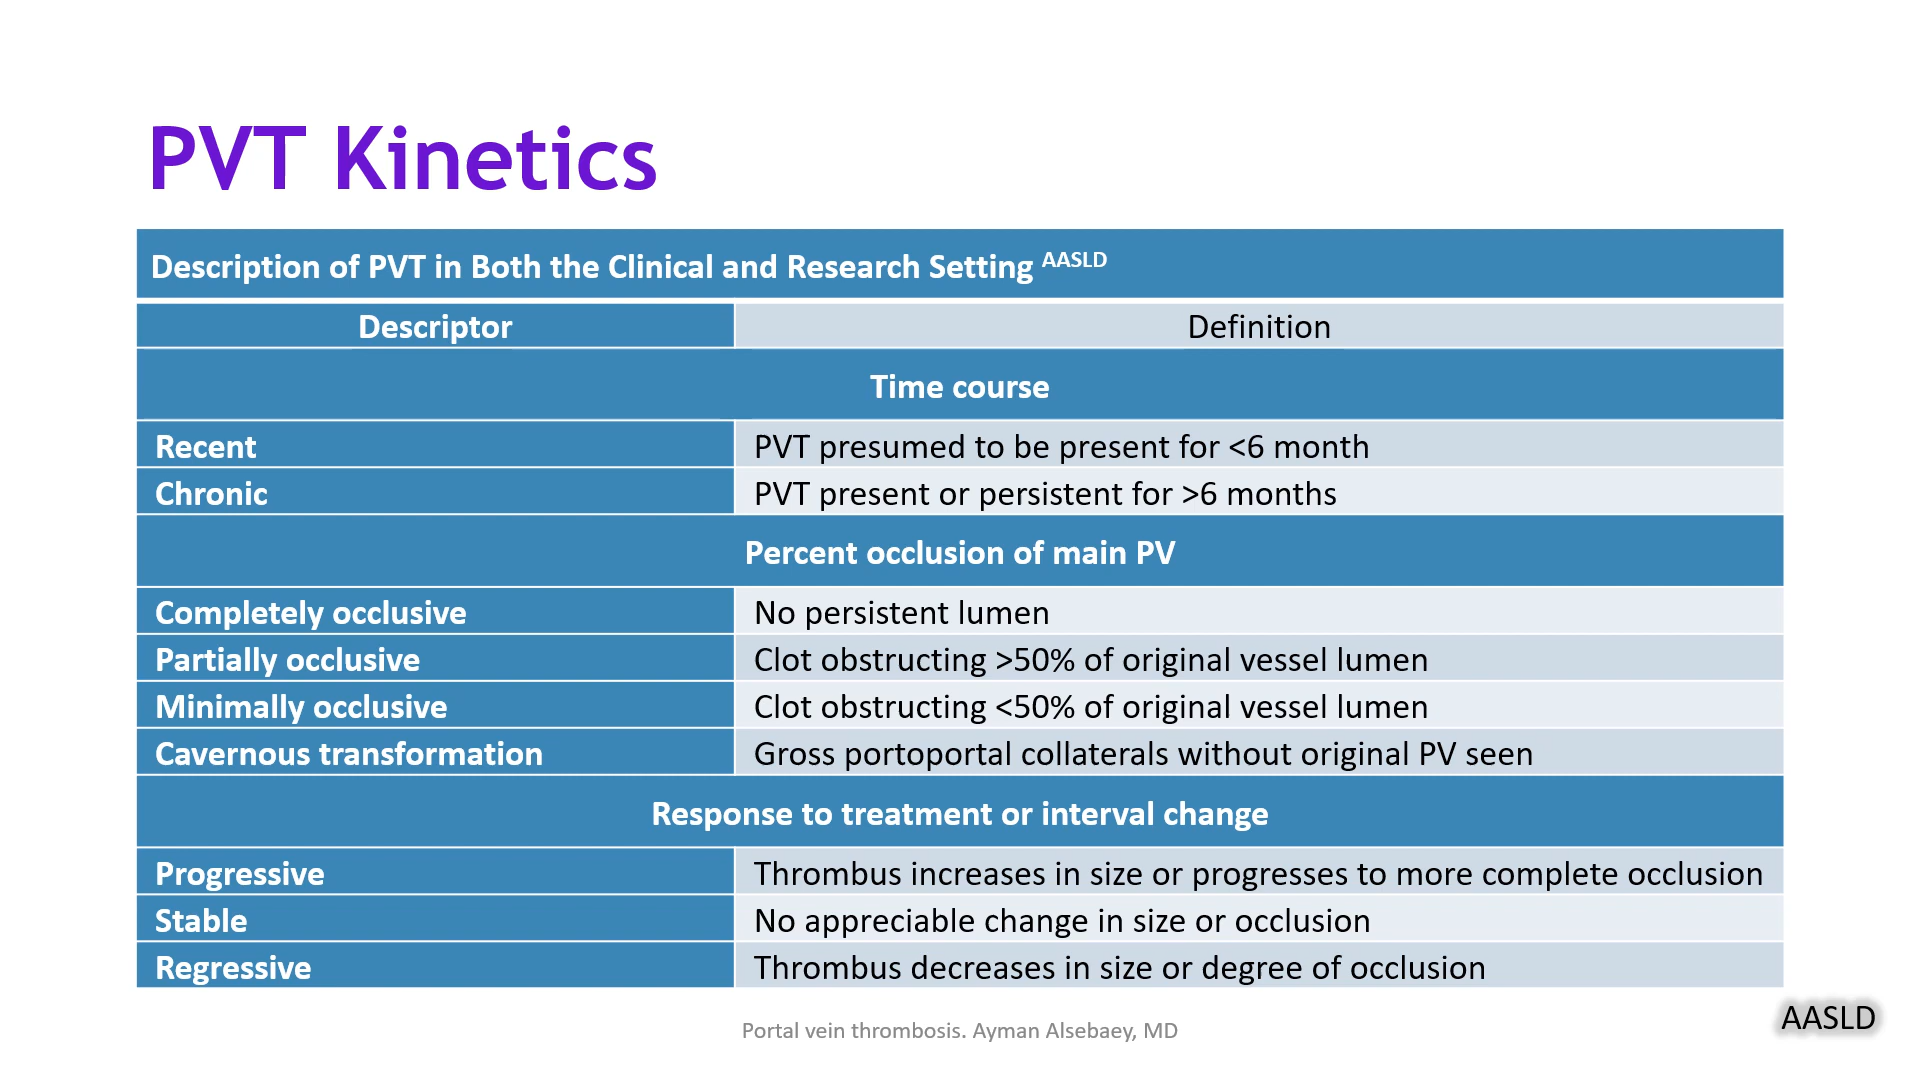 PVT Kinetics
Description of PVT in Both the Clinical and Research Setting AASLD
Descriptor
Definition
Time course
Recent
PVT presumed to be present for <6 month
Chronic
PVT present or persistent for >6 months
Percent occlusion of main PV
Completely occlusive
No persistent lumen
Partially occlusive
Clot obstructing >50% of original vessel lumen
Minimally occlusive
Clot obstructing <50% of original vessel lumen
Cavernous transformation
Gross portoportal collaterals without original PV seen
Response to treatment or interval change
Progressive
Thrombus increases in size or progresses to more complete occlusion
Stable
No appreciable change in size or occlusion
Regressive
Thrombus decreases in size or degree of occlusion
Portal vein thrombosis. Ayman Alsebaey, MD
AASLD